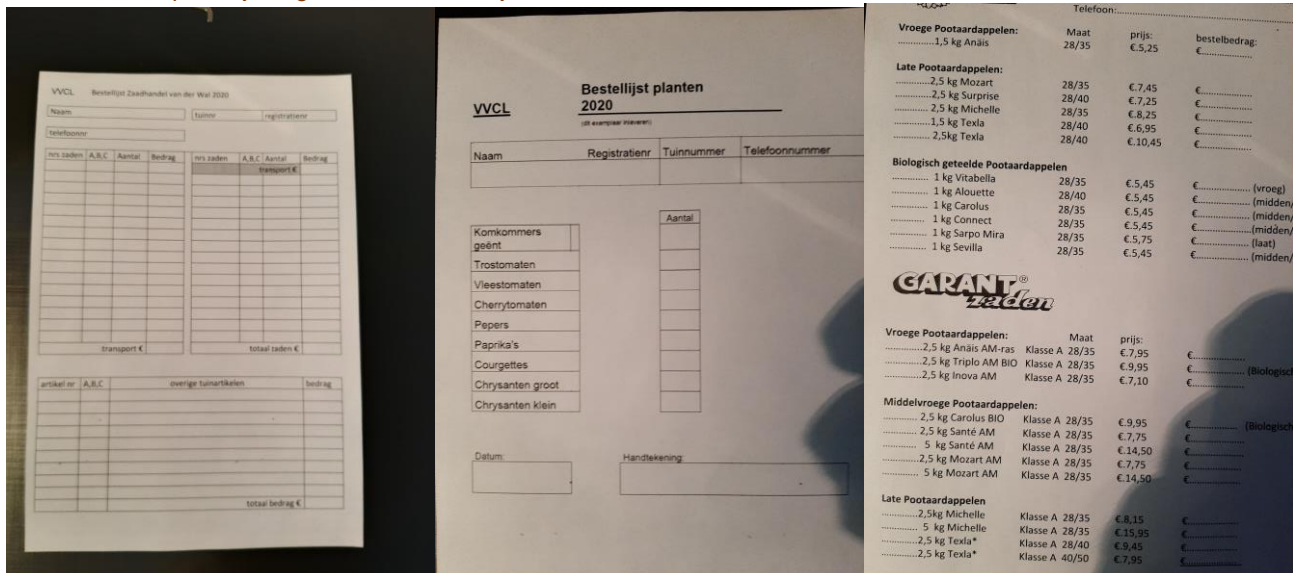 VVCL Bestellijst Zaadhandel van der Wal 2020
Naam tuinnr registratienr
telefoonnr
nrs zaden A,B,C Aantal Bedrag nrs zaden A,B,C Aantal Bedrag
transport €
transport € totaal zaden €
artikel nr A,B,C overige tuinartikelen bedrag
totaal bedrag €
VVCL Bestellijst planten
2020
(dit exemplaar inleveren)
Naam Registratienr Tuinnummer Telefoonnummer
Aantal
Komkommers
geënt
Trostomaten
Vleestomaten
Cherrytomaten
Pepers
Paprika's
Courgettes
Chrysanten groot
Chrysanten klein
Datum: Handtekening:
Telefoon:..............................
Vroege Pootaardappelen: Maat prijs: bestelbedrag:
.............1,5 kg Anäis 28/35 €.5,25 €..................
Late Pootaardappelen:
.............2,5 kg Mozart 28/35 €.7,45 €..................
.............2,5 kg Surprise 28/40 €.7,25 €..................
.............2,5 kg Michelle 28/35 €.8,25 €..................
.............1,5 kg Texla 28/40 €.6,95 €..................
.............2,5kg Texla 28/40 €.10,45 €..................
Biologisch geteelde Pootaardappelen
............. 1 kg Vitabella 28/35 €.5,45 €.................. (vroeg)
............. 1 kg Alouette 28/40 €.5,45 €.................. (midden/
............. 1 kg Carolus 28/35 €.5,45 €.................. (midden/
............. 1 kg Connect 28/35 €.5,45 €.................. (midden/
............. 1 kg Sarpo Mira 28/35 €.5,75 €.................. (laat)
............. 1 kg Sevilla 28/35 €.5,45 €.................. (midden/
GARANT®
zaden
Vroege Pootaardappelen: Maat prijs:
.............2,5 kg Anäis AM-ras Klasse A 28/35 €.7,95 €..................
.............2,5 kg Triplo AM BIO Klasse A 28/35 €.9,95 €.................. (Biologisch
.............2,5 kg Inova AM Klasse A 28/35 €.7,10 €..................
Middelvroege Pootaardappelen:
............. 2,5 kg Carolus BIO Klasse A 28/35 €.9,95 €.................. (Biologisch
............. 2,5 kg Santé AM Klasse A 28/35 €.7,75 €..................
............. 5 kg Santé AM Klasse A 28/35 €.14,50 €..................
.............2,5 kg Mozart AM Klasse A 28/35 €.7,75 €..................
............. 5 kg Mozart AM Klasse A 28/35 €.14,50 €..................
Late Pootaardappelen
.............2,5kg Michelle Klasse A 28/35 €.8,15 €..................
............. 5 kg Michelle Klasse A 28/35 €.15,95 €..................
.............2,5 kg Texla* Klasse A 28/40 €.9,45 €..................
.............2,5 kg Texla* Klasse A 40/50 €.7,95 €..................